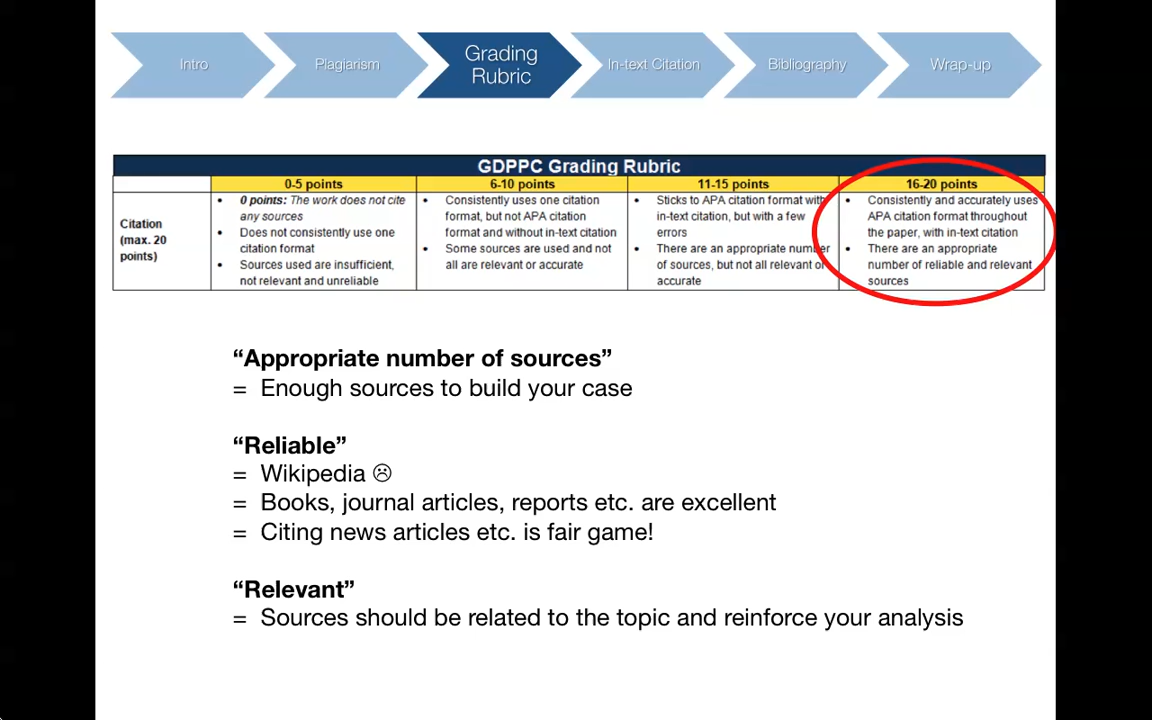 Intro
Plagiarism
Grading
Rubric
In-text Citation
Bibliography
Wrap-up
GDPPC Grading Rubric
0-5 points
6-10 points
11-15 points
16-20 points
Citation
(max. 20
points)
• 0 points: The work does not cite
any sources
• Does not consistently use one
citation format
• Sources used are insufficient,
not relevant and unreliable
• Consistently uses one citation
format, but not APA citation
format and without in-text citation
• Some sources are used and not
all are relevant or accurate
• Sticks to APA citation format with
in-text citation, but with a few
errors
• There are an appropriate number
of sources, but not all relevant or
accurate
• Consistently and accurately uses
APA citation format throughout
the paper, with in-text citation
• There are an appropriate
number of reliable and relevant
sources
“Appropriate number of sources”
= Enough sources to build your case
“Reliable”
= Wikipedia ☹
= Books, journal articles, reports etc. are excellent
= Citing news articles etc. is fair game!
“Relevant”
= Sources should be related to the topic and reinforce your analysis